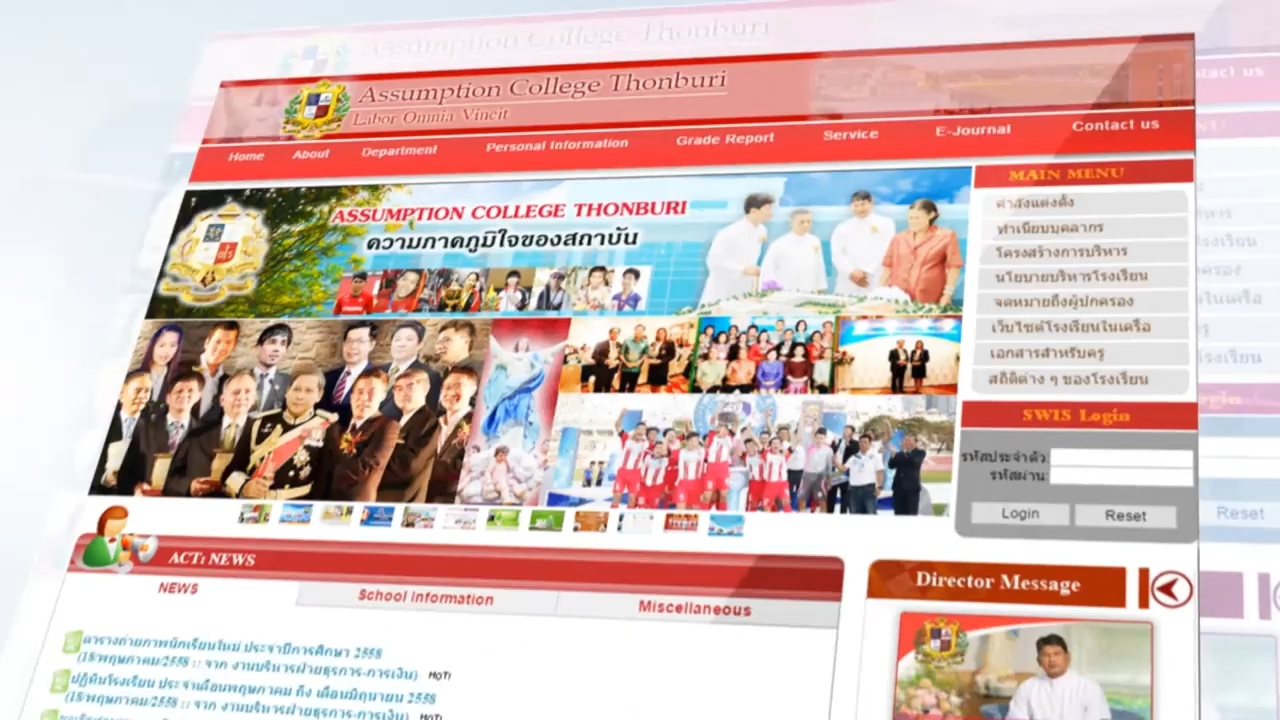 Assumption College Thonburi
Labor Omnia Vincit
Home About Department Personal Information Grade Report Service E-Journal Contact us
ASSUMPTION COLLEGE THONBURI
ความภาคภูมิใจของสถาบัน
MAIN MENU
คำสั่งแต่งตั้ง
ทำเนียบบุคลากร
โครงสร้างการบริหาร
นโยบายบริหารโรงเรียน
จดหมายถึงผู้ปกครอง
เว็บไซต์โรงเรียนในเครือ
เอกสารสำหรับครู
สถิติต่าง ๆ ของโรงเรียน
SWIS Login
รหัสประจำตัว:
รหัสผ่าน:
Login Reset
ACT: NEWS
NEWS School Information Miscellaneous
ตารางถ่ายภาพนักเรียนใหม่ ประจำปีการศึกษา 2558
(18/พฤษภาคม/2558 :: จาก งานบริหารฝ่ายธุรการ-การเงิน) HoT!
ปฏิทินโรงเรียน ประจำเดือนพฤษภาคม ถึง เดือนมิถุนายน 2558
(18/พฤษภาคม/2558 :: จาก งานบริหารฝ่ายธุรการ-การเงิน) HoT!
Director Message